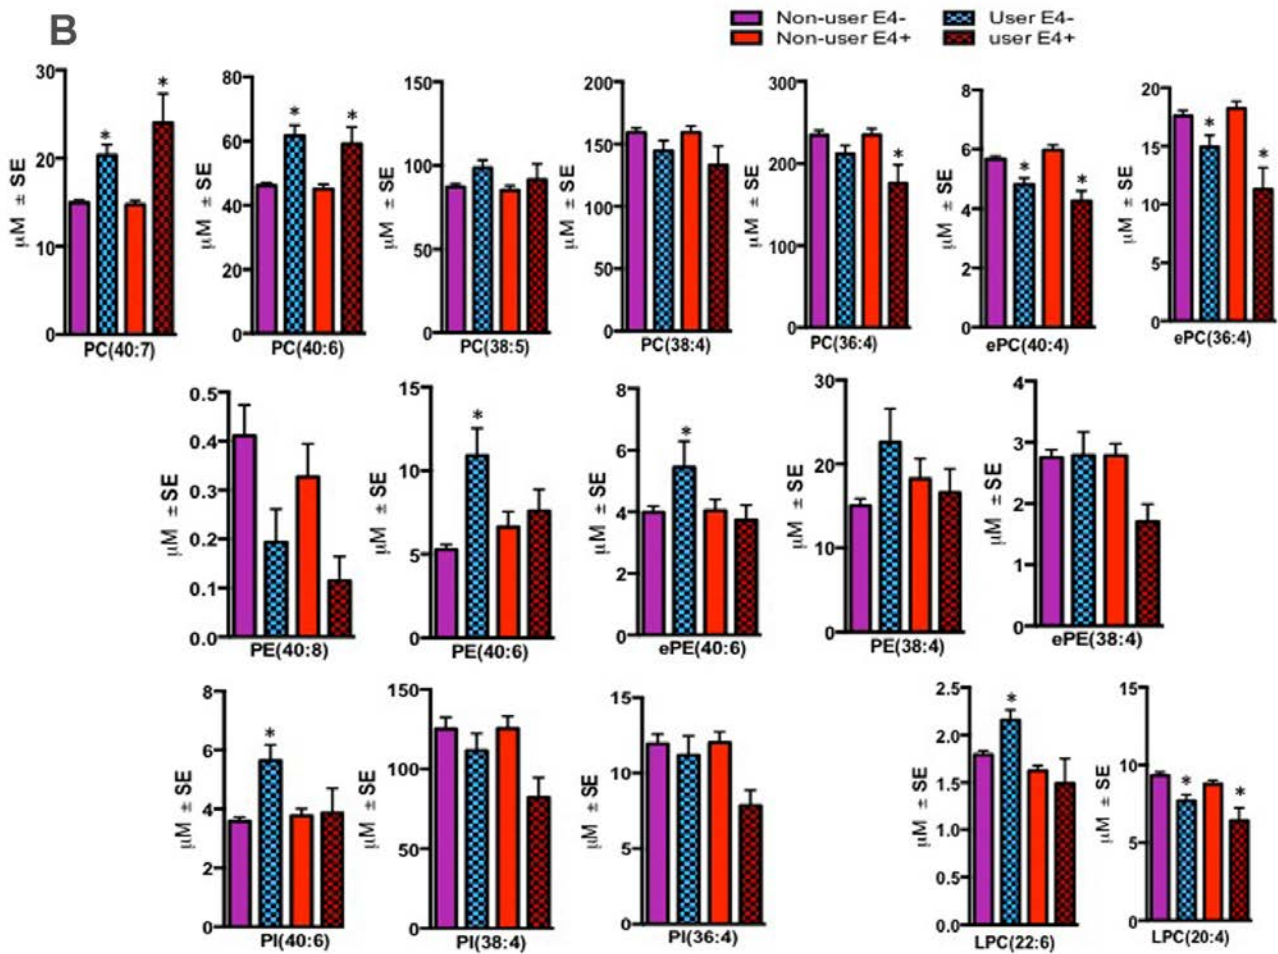 B
Non-user E4-
User E4-
Non-user E4+
user E4+
30
20
10
0
μM ± SE
PC(40:7)
80
60
40
20
0
μM ± SE
PC(40:6)
150
100
50
0
μM ± SE
PC(38:5)
200
150
100
50
0
μM ± SE
PC(38:4)
300
200
100
0
μM ± SE
PC(36:4)
8
6
4
2
0
μM ± SE
ePC(40:4)
20
15
10
5
0
μM ± SE
ePC(36:4)
0.5
0.4
0.3
0.2
0.1
0.0
μM ± SE
PE(40:8)
15
10
5
0
μM ± SE
PE(40:6)
8
6
4
2
0
μM ± SE
ePE(40:6)
30
20
10
0
μM ± SE
PE(38:4)
4
3
2
1
0
μM ± SE
ePE(38:4)
8
6
4
2
0
μM ± SE
PI(40:6)
150
100
50
0
μM ± SE
PI(38:4)
15
10
5
0
μM ± SE
PI(36:4)
2.5
2.0
1.5
1.0
0.5
0.0
μM ± SE
LPC(22:6)
15
10
5
0
μM ± SE
LPC(20:4)